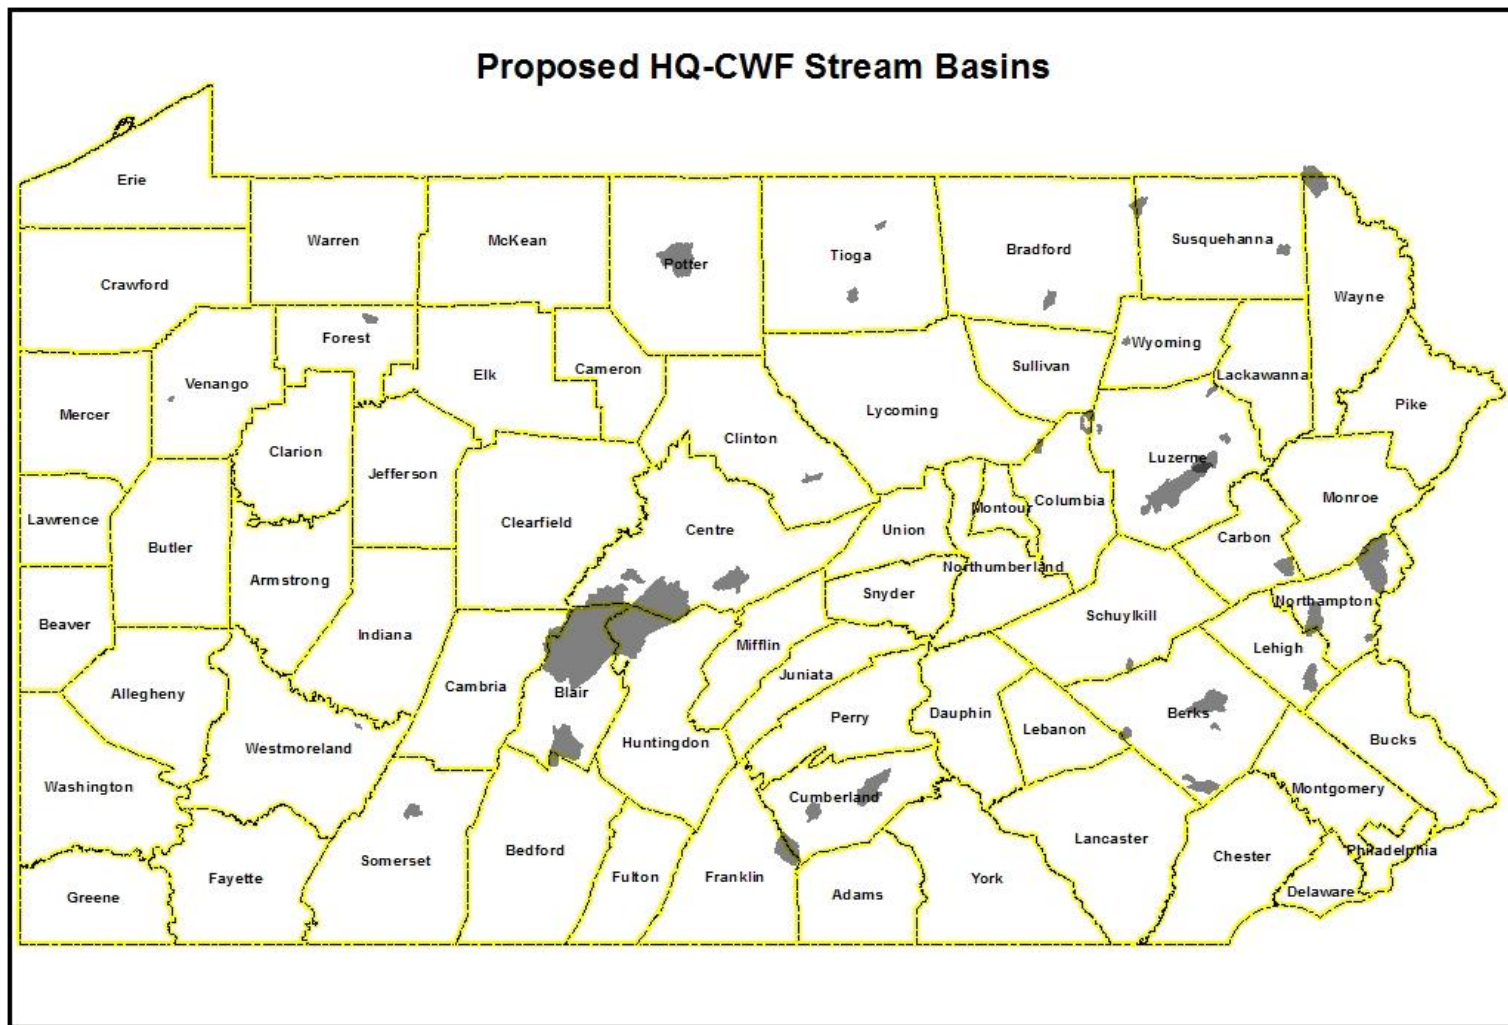 Proposed HQ-CWF Stream Basins
Erie
Warren
McKean
Potter
Tioga
Bradford
Susquehanna
Wayne
Crawford
Forest
Venango
Elk
Cameron
Lycoming
Sullivan
Wyoming
Lackawanna
Pike
Mercer
Clarion
Jefferson
Clinton
Luzerne
Columbia
Montour
Monroe
Lawrence
Butler
Clearfield
Centre
Union
Carbon
Armstrong
Northumberland
Snyder
Northampton
Beaver
Indiana
Mifflin
Schuylkill
Lehigh
Allegheny
Cambria
Blair
Juniata
Perry
Dauphin
Lebanon
Berks
Bucks
Westmoreland
Huntingdon
Washington
Cumberland
Montgomery
Somerset
Bedford
Lancaster
Chester
Philadelphia
Greene
Fayette
Fulton
Franklin
Adams
York
Delaware